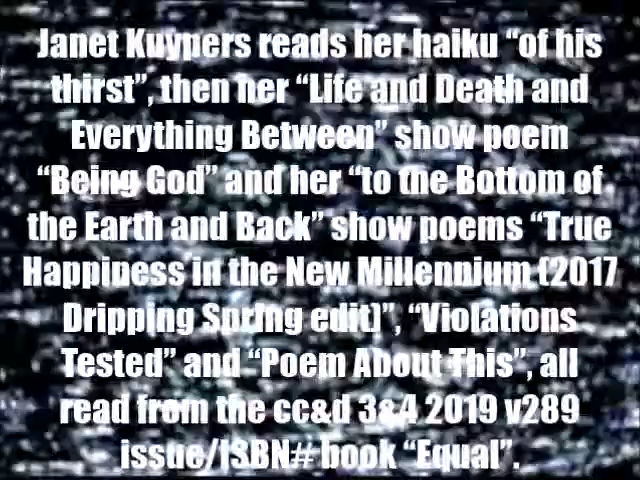 Janet Kuypers reads her haiku “of his
thirst”, then her “Life and Death and
Everything Between” show poem
“Being God” and her “to the Bottom of
the Earth and Back” show poems “True
Happiness in the New Millennium (2017
Dripping Spring edit)”, “Violations
Tested” and “Poem About This”, all
read from the cc&d 3&4 2019 v289
issue/ISBN# book “Equal”.